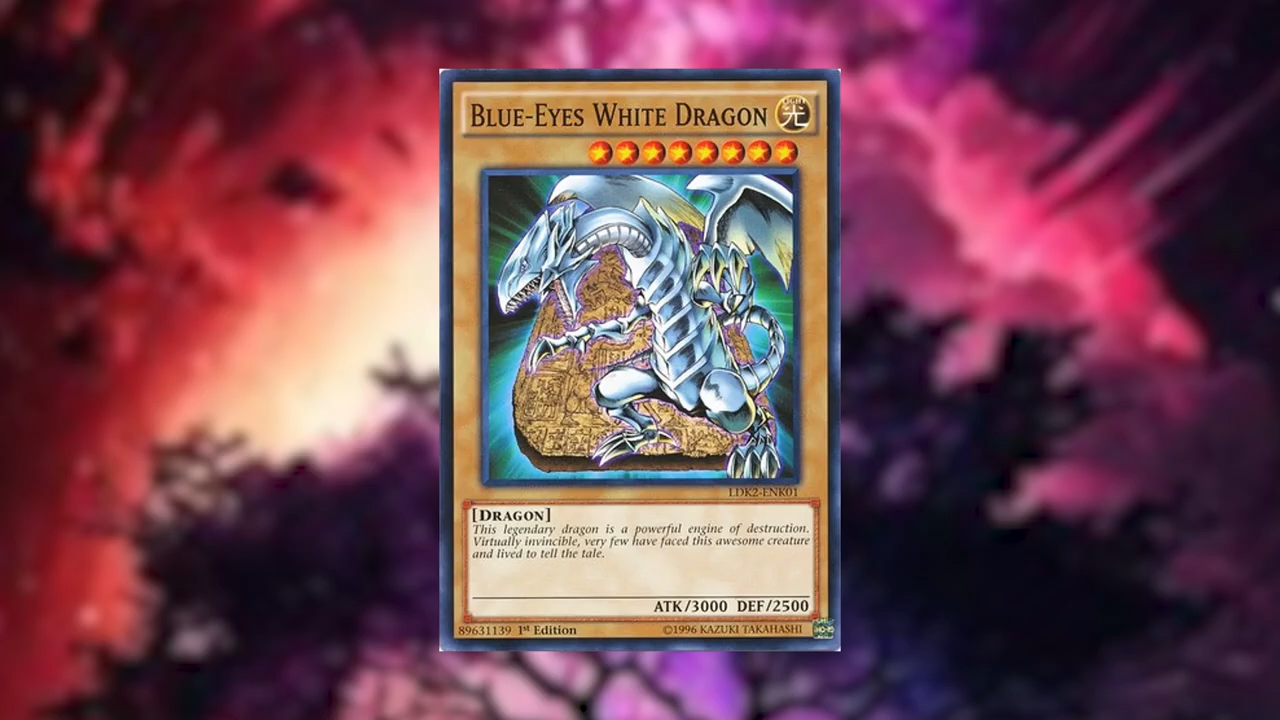 BLUE-EYES WHITE DRAGON
LIGHT
光
LDK2-ENK01
[DRAGON]
This legendary dragon is a powerful engine of destruction.
Virtually invincible, very few have faced this awesome creature
and lived to tell the tale.
ATK/3000 DEF/2500
89631139 1st Edition ©1996 KAZUKI TAKAHASHI